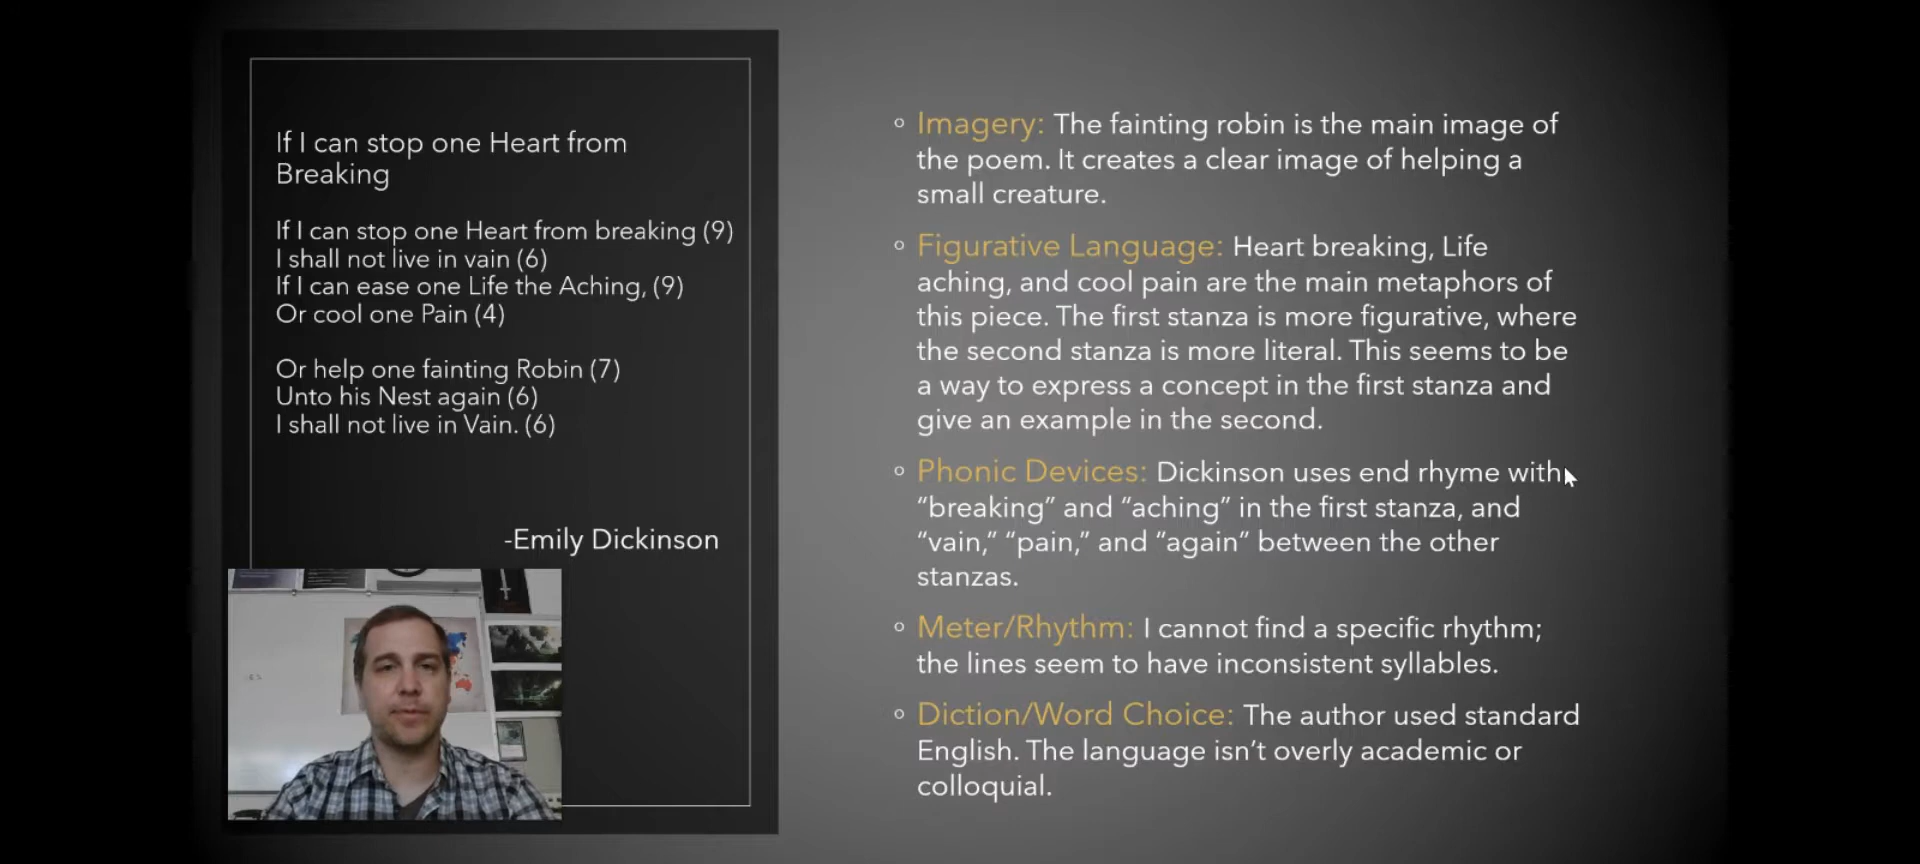 If I can stop one Heart from
Breaking
If I can stop one Heart from breaking (9)
I shall not live in vain (6)
If I can ease one Life the Aching, (9)
Or cool one Pain (4)
Or help one fainting Robin (7)
Unto his Nest again (6)
I shall not live in Vain. (6)
-Emily Dickinson
Imagery: The fainting robin is the main image of
the poem. It creates a clear image of helping a
small creature.
Figurative Language: Heart breaking, Life
aching, and cool pain are the main metaphors of
this piece. The first stanza is more figurative, where
the second stanza is more literal. This seems to be
a way to express a concept in the first stanza and
give an example in the second.
Phonic Devices: Dickinson uses end rhyme with
“breaking” and “aching” in the first stanza, and
“vain,” “pain,” and “again” between the other
stanzas.
Meter/Rhythm: I cannot find a specific rhythm;
the lines seem to have inconsistent syllables.
Diction/Word Choice: The author used standard
English. The language isn’t overly academic or
colloquial.